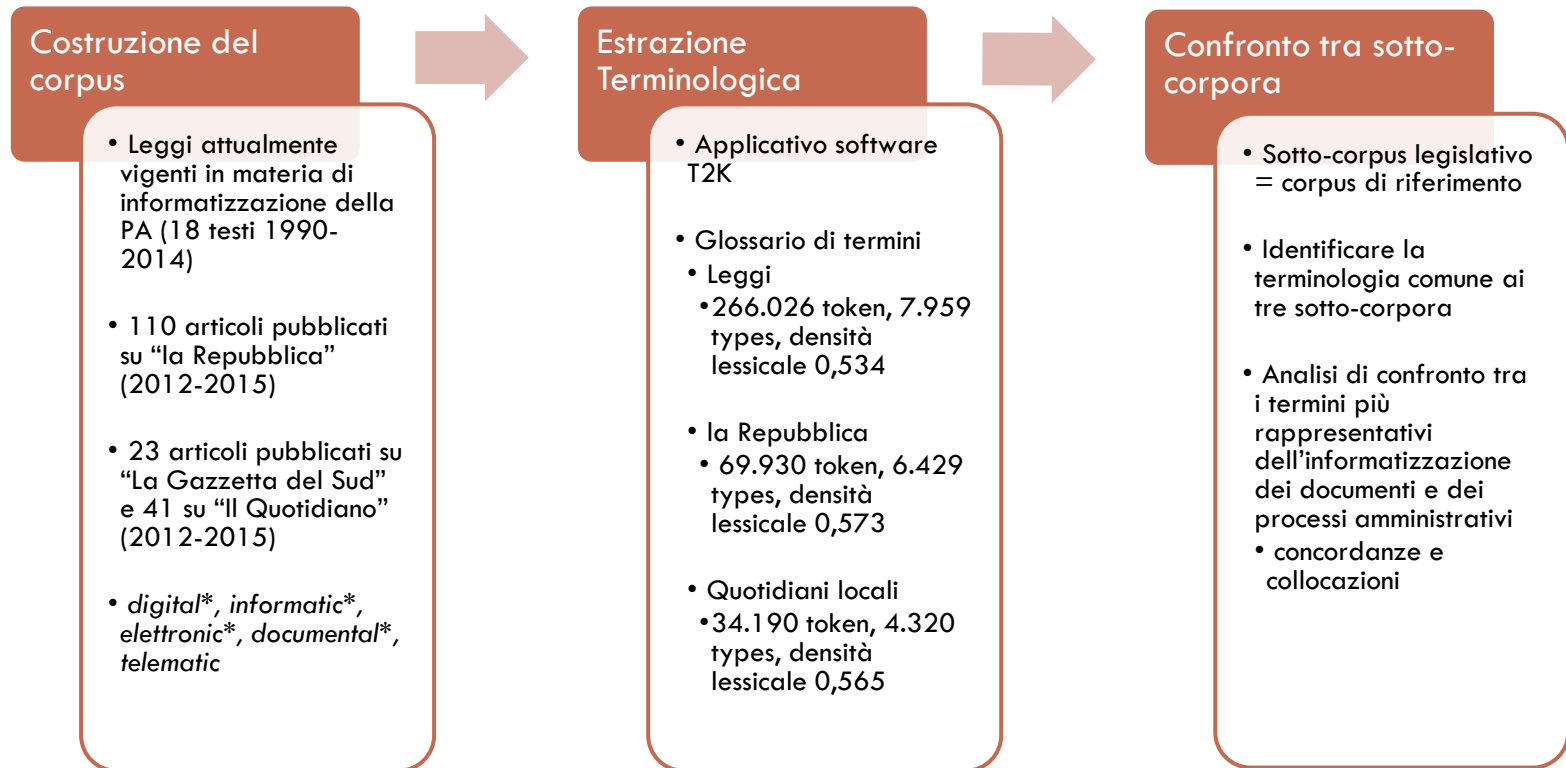 Costruzione del
corpus
• Leggi attualmente
vigenti in materia di
informatizzazione della
PA (18 testi 1990-
2014)
• 110 articoli pubblicati
su “la Repubblica”
(2012-2015)
• 23 articoli pubblicati su
“La Gazzetta del Sud”
e 41 su “Il Quotidiano”
(2012-2015)
• digital*, informatic*,
elettronic*, documental*,
telematic
Estrazione
Terminologica
• Applicativo software
T2K
• Glossario di termini
• Leggi
•266.026 token, 7.959
types, densità
lessicale 0,534
• la Repubblica
• 69.930 token, 6.429
types, densità
lessicale 0,573
• Quotidiani locali
•34.190 token, 4.320
types, densità
lessicale 0,565
Confronto tra sotto-
corpora
• Sotto-corpus legislativo
= corpus di riferimento
• Identificare la
terminologia comune ai
tre sotto-corpora
• Analisi di confronto tra
i termini più
rappresentativi
dell’informatizzazione
dei documenti e dei
processi amministrativi
• concordanze e
collocazioni